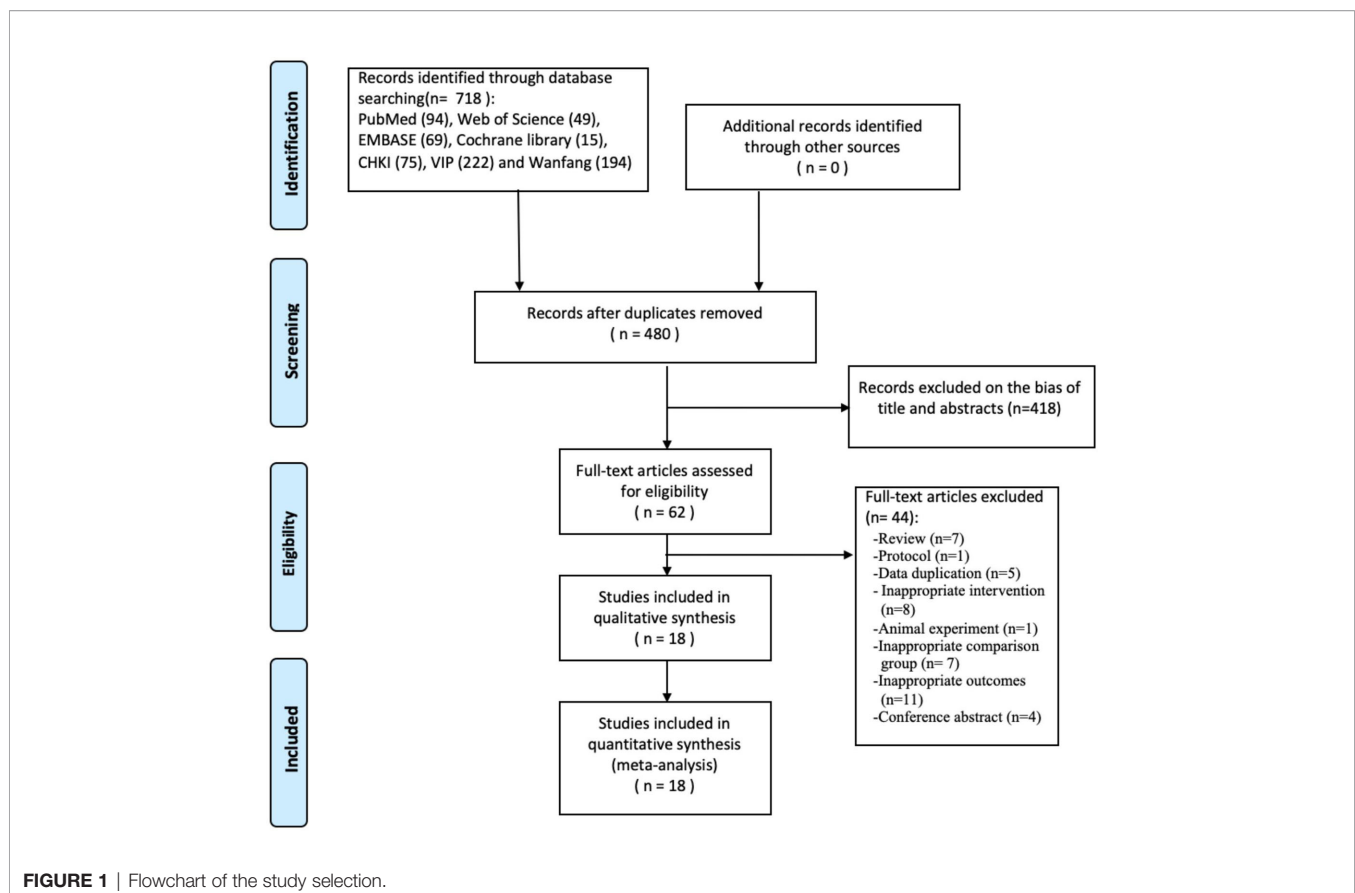 Identification
Records identified through database
searching(n= 718 ):
PubMed (94), Web of Science (49),
EMBASE (69), Cochrane library (15),
CHKI (75), VIP (222) and Wanfang (194)
Additional records identified
through other sources
( n = 0 )
Screening
Records after duplicates removed
( n = 480 )
Records excluded on the bias of
title and abstracts (n=418)
Eligibility
Full-text articles assessed
for eligibility
( n = 62 )
Full-text articles excluded
(n= 44):
-Review (n=7)
-Protocol (n=1)
-Data duplication (n=5)
- Inappropriate intervention
(n=8)
-Animal experiment (n=1)
-Inappropriate comparison
group (n= 7)
-Inappropriate outcomes
(n=11)
-Conference abstract (n=4)
Studies included in
qualitative synthesis
( n = 18 )
Included
Studies included in
quantitative synthesis
(meta-analysis)
( n = 18 )
FIGURE 1 | Flowchart of the study selection.